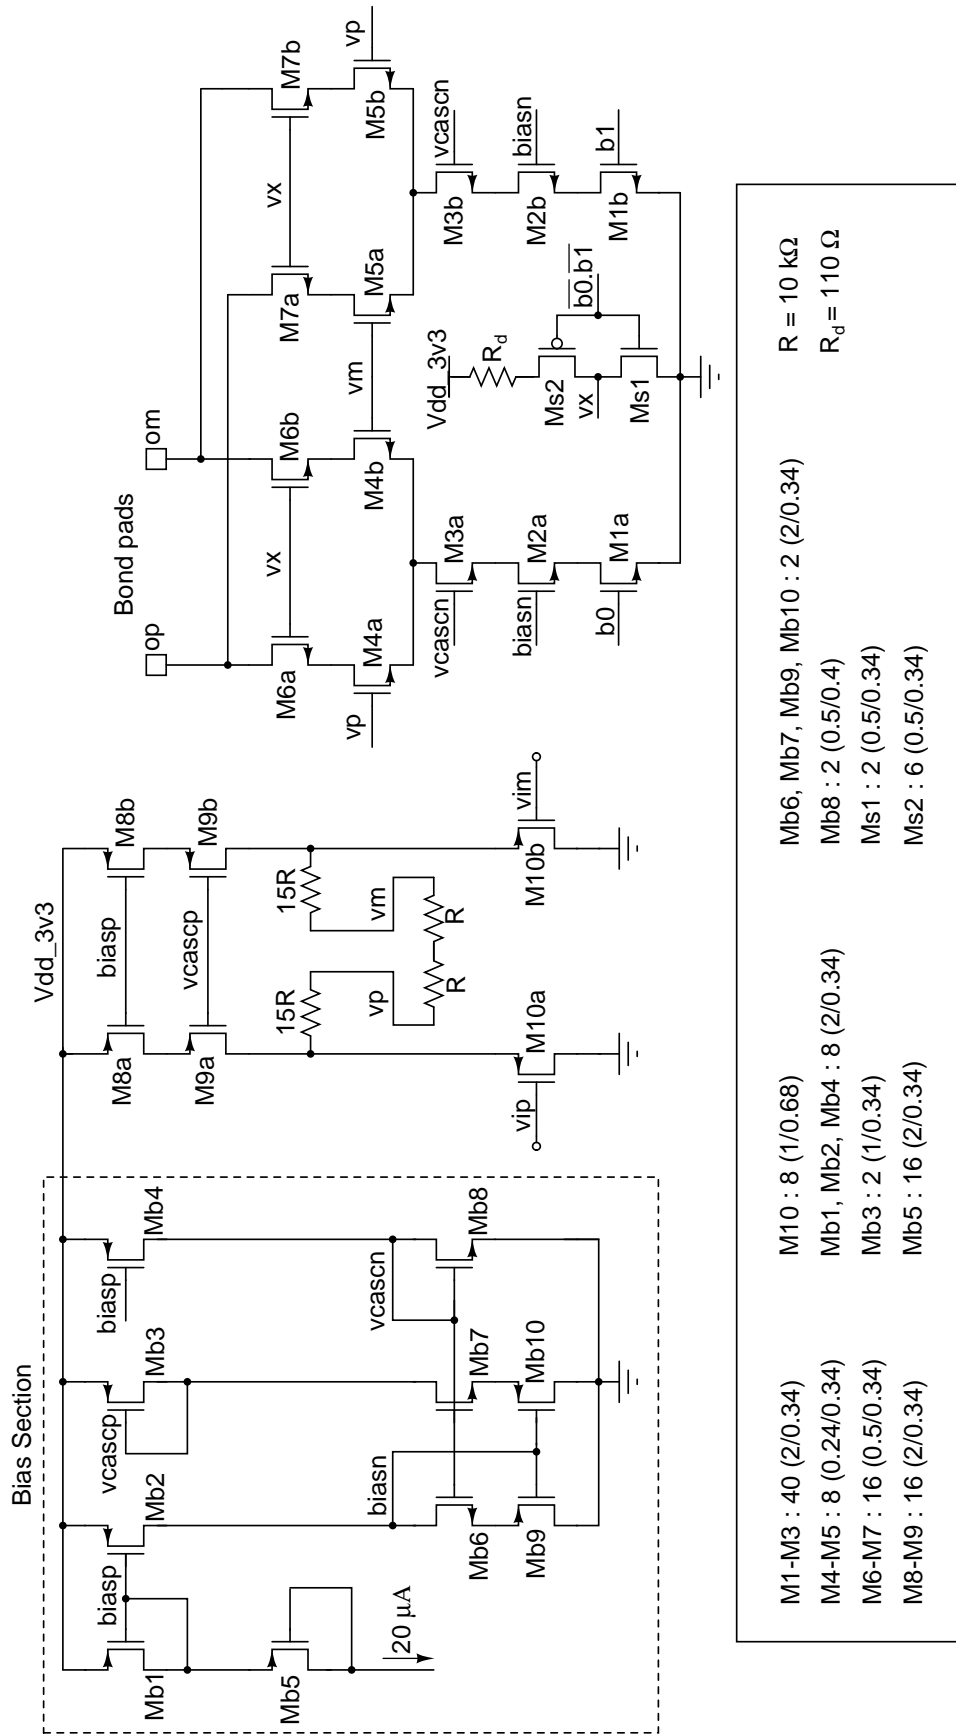 Bias Section
Vdd_3v3
Bond pads
op
om
Mb1
biasp
Mb2
vcascp
Mb3
biasp
Mb4
Mb5
20 μA
biasn
vcascn
Mb6
Mb7
Mb8
Mb9
Mb10
M8a
biasp
M8b
M9a
vcascp
M9b
15R
15R
vp
vm
R
R
vip
M10a
M10b
vim
M6a
vx
M6b
M7a
vx
M7b
vp
M4a
M4b
vm
M5a
M5b
vp
vcascn
M3a
M3b
vcascn
biasn
M2a
M2b
biasn
b0
M1a
M1b
b1
Vdd_3v3
Rd
Ms2
vx
Ms1
b0.b1
M1-M3 : 40 (2/0.34)
M4-M5 : 8 (0.24/0.34)
M6-M7 : 16 (0.5/0.34)
M8-M9 : 16 (2/0.34)
M10 : 8 (1/0.68)
Mb1, Mb2, Mb4 : 8 (2/0.34)
Mb3 : 2 (1/0.34)
Mb5 : 16 (2/0.34)
Mb6, Mb7, Mb9, Mb10 : 2 (2/0.34)
Mb8 : 2 (0.5/0.4)
Ms1 : 2 (0.5/0.34)
Ms2 : 6 (0.5/0.34)
R = 10 kΩ
Rd = 110 Ω